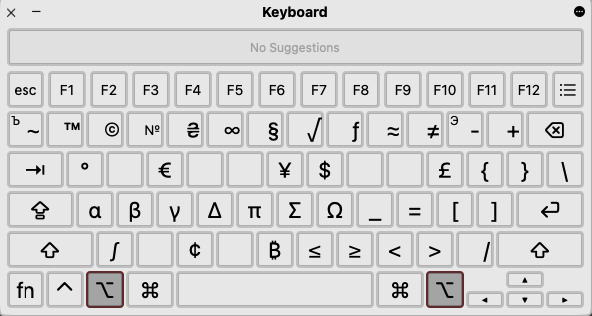 Keyboard
No Suggestions
esc F1 F2 F3 F4 F5 F6 F7 F8 F9 F10 F11 F12
Ъ ~ ™ © № ₴ ∞ § √ ƒ ≈ ≠ Э - +
° € ¥ $ £ { } \
α β γ Δ π Σ Ω _ = [ ]
∫ ¢ ₿ ≤ ≥ < > /
fn ^ ⌥ ⌘ ⌘ ⌥